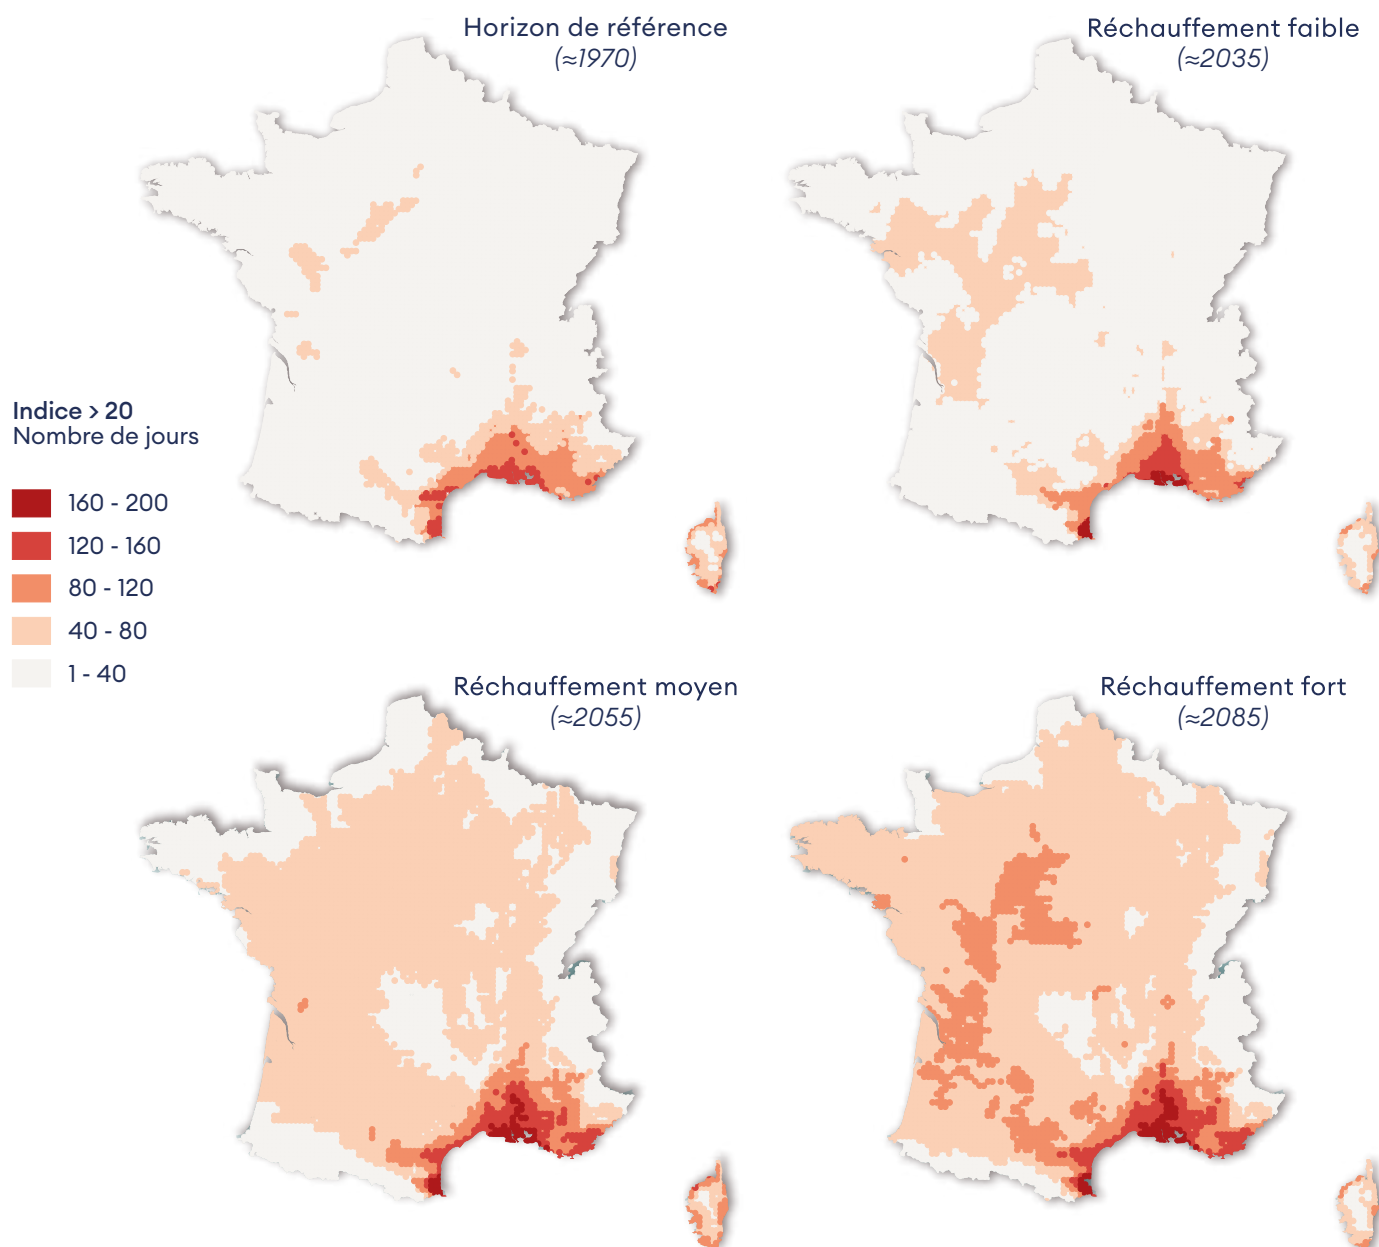 Horizon de référence
(≈1970)
Réchauffement faible
(≈2035)
Indice > 20
Nombre de jours
160 - 200
120 - 160
80 - 120
40 - 80
1 - 40
Réchauffement moyen
(≈2055)
Réchauffement fort
(≈2085)